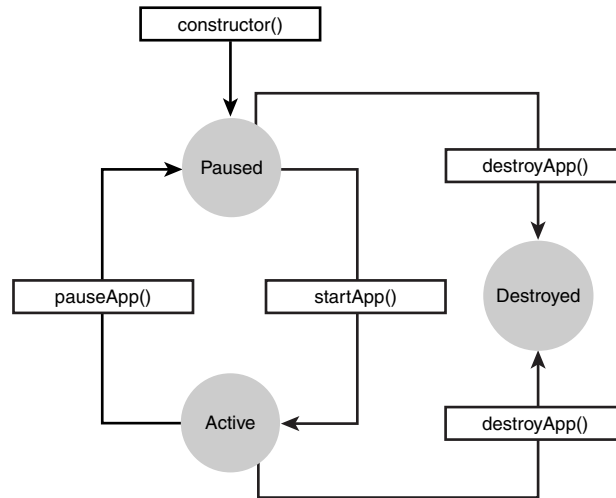 constructor()
Paused
destroyApp()
pauseApp()
startApp()
Destroyed
Active
destroyApp()